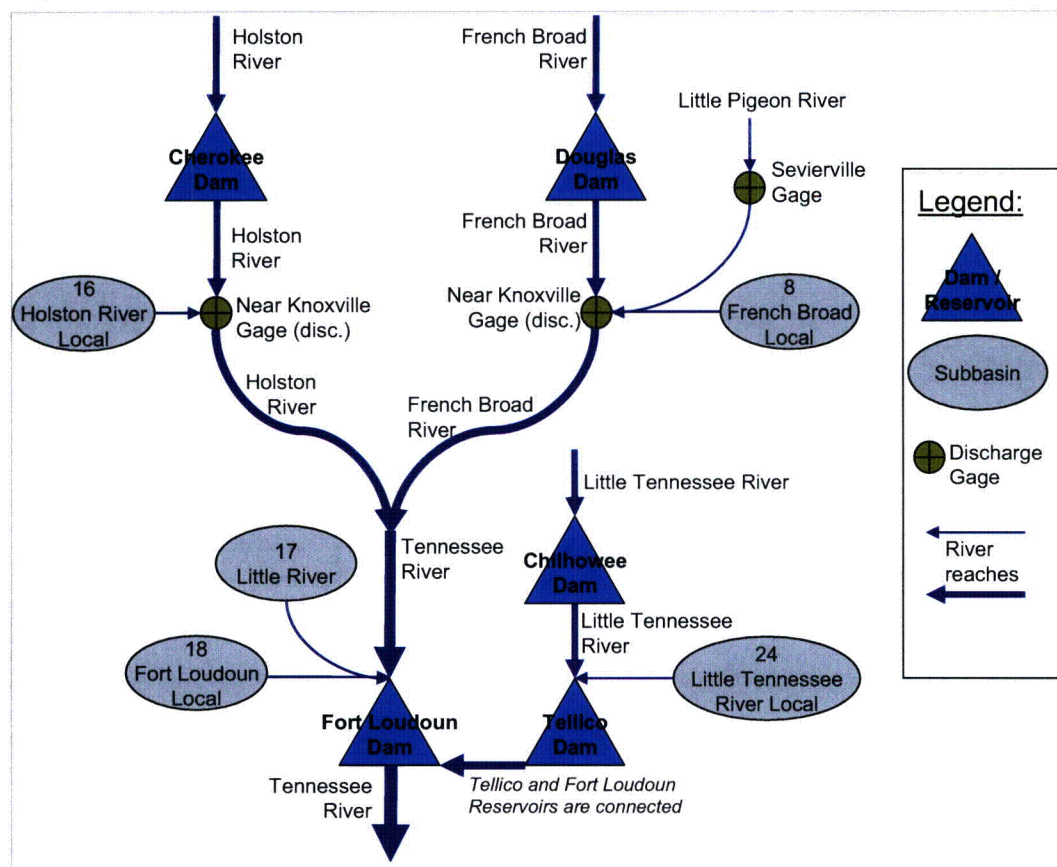 Holston
River
French Broad
River
Little Pigeon River
Cherokee
Dam
Douglas
Dam
Sevierville
Gage
Holston
River
French Broad
River
16
Holston River
Local
Near Knoxville
Gage (disc.)
Near Knoxville
Gage (disc.)
8
French Broad
Local
Holston
River
French Broad
River
Little Tennessee River
17
Little River
Tennessee
River
Chilhowee
Dam
Little Tennessee
River
18
Fort Loudoun
Local
24
Little Tennessee
River Local
Fort Loudoun
Dam
Tellico
Dam
Tennessee
River
Tellico and Fort Loudoun
Reservoirs are connected
Legend:
Dam /
Reservoir
Subbasin
Discharge
Gage
River
reaches